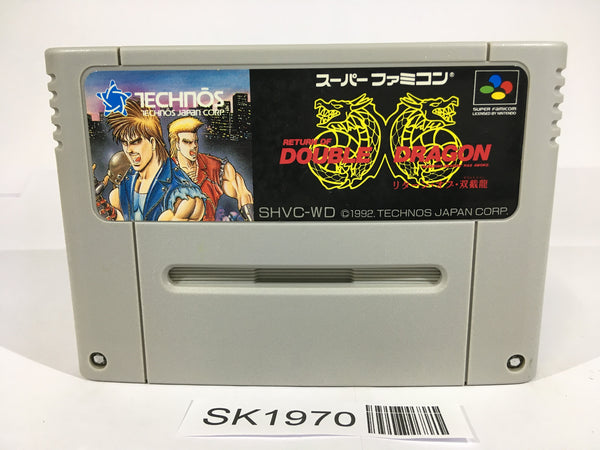 TECHNŌS
TECHNOS JAPAN CORP.
スーパーファミコン®
SUPER FAMICOM
LICENSED BY NINTENDO
RETURN OF
DOUBLE DRAGON
リターン・オブ・双截龍
SHVC-WD ©1992. TECHNOS JAPAN CORP.
SK1970